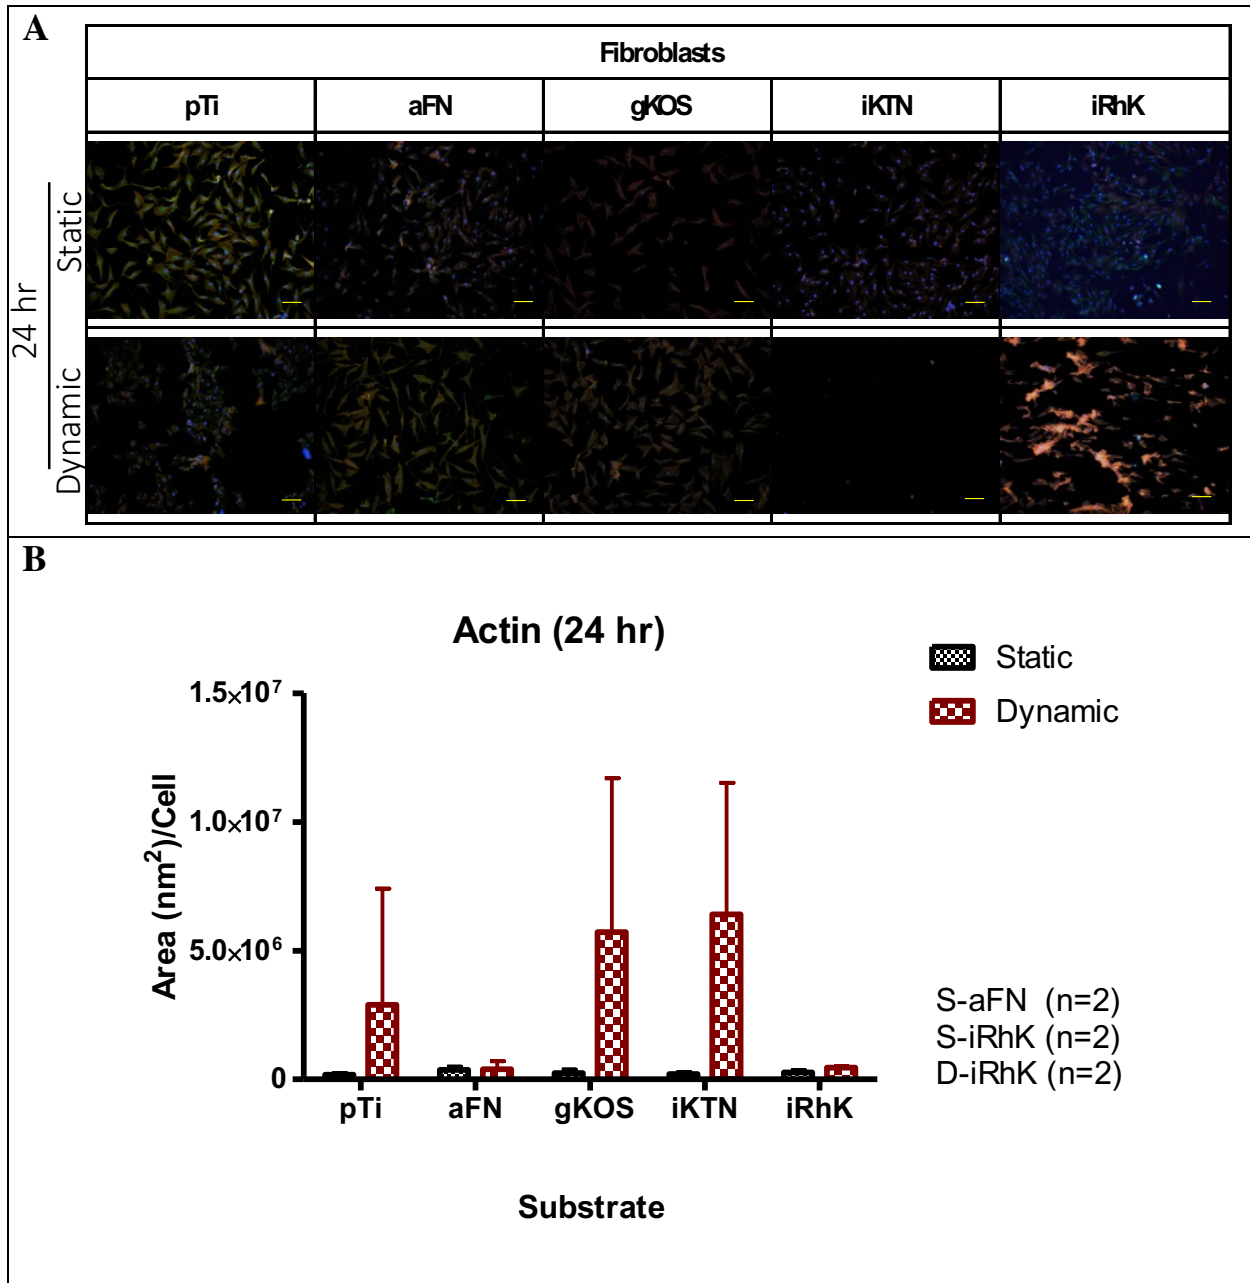 A
Fibroblasts
pTi aFN gKOS iKTN iRhK
24 hr
Static
Dynamic
B
Actin (24 hr)
Static
Dynamic
Area (nm²)/Cell
1.5×10⁷
1.0×10⁷
5.0×10⁶
0
pTi aFN gKOS iKTN iRhK
Substrate
S-aFN (n=2)
S-iRhK (n=2)
D-iRhK (n=2)